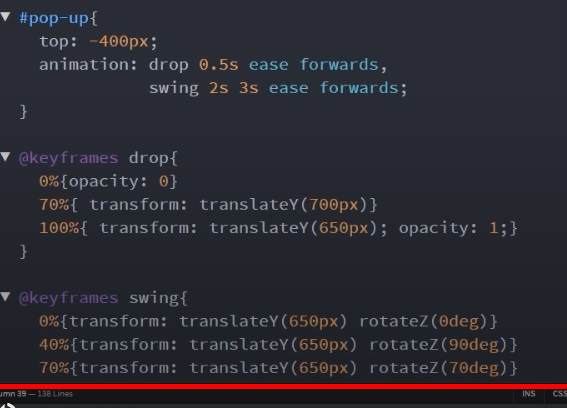 #pop-up{
top: -400px;
animation: drop 0.5s ease forwards,
swing 2s 3s ease forwards;
}
@keyframes drop{
0%{opacity: 0}
70%{ transform: translateY(700px)}
100%{ transform: translateY(650px); opacity: 1;}
}
@keyframes swing{
0%{transform: translateY(650px) rotateZ(0deg)}
40%{transform: translateY(650px) rotateZ(90deg)}
70%{transform: translateY(650px) rotateZ(70deg)}
umn 39 — 138 Lines INS CSS